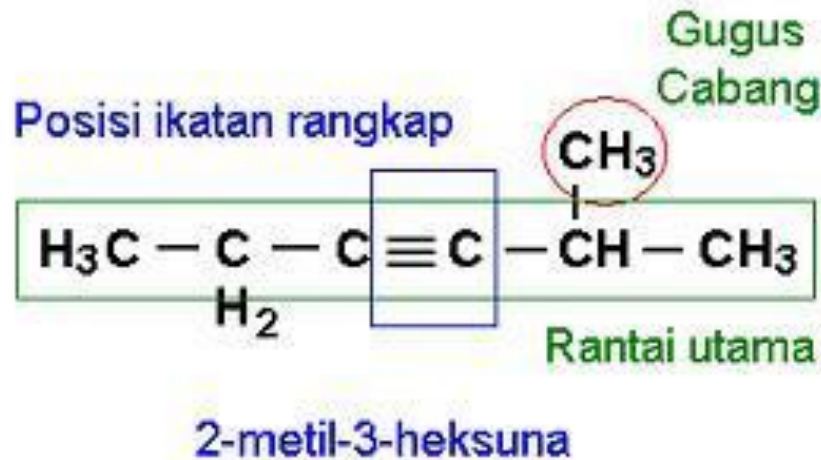 Gugus
Cabang
Posisi ikatan rangkap
CH₃
H₃C — C — C ≡ C — CH — CH₃
H₂
Rantai utama
2-metil-3-heksuna